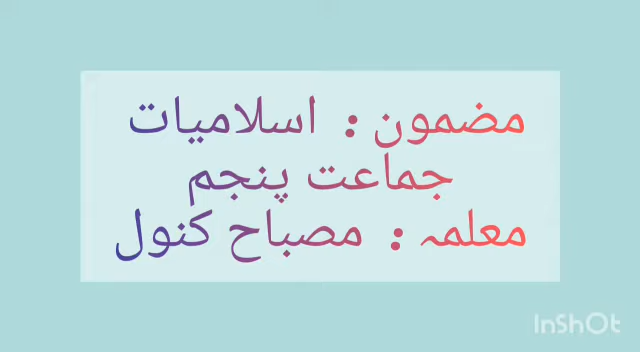 مضمون : اسلامیات
جماعت پنجم
معلمہ : مصباح کنول
InShOt